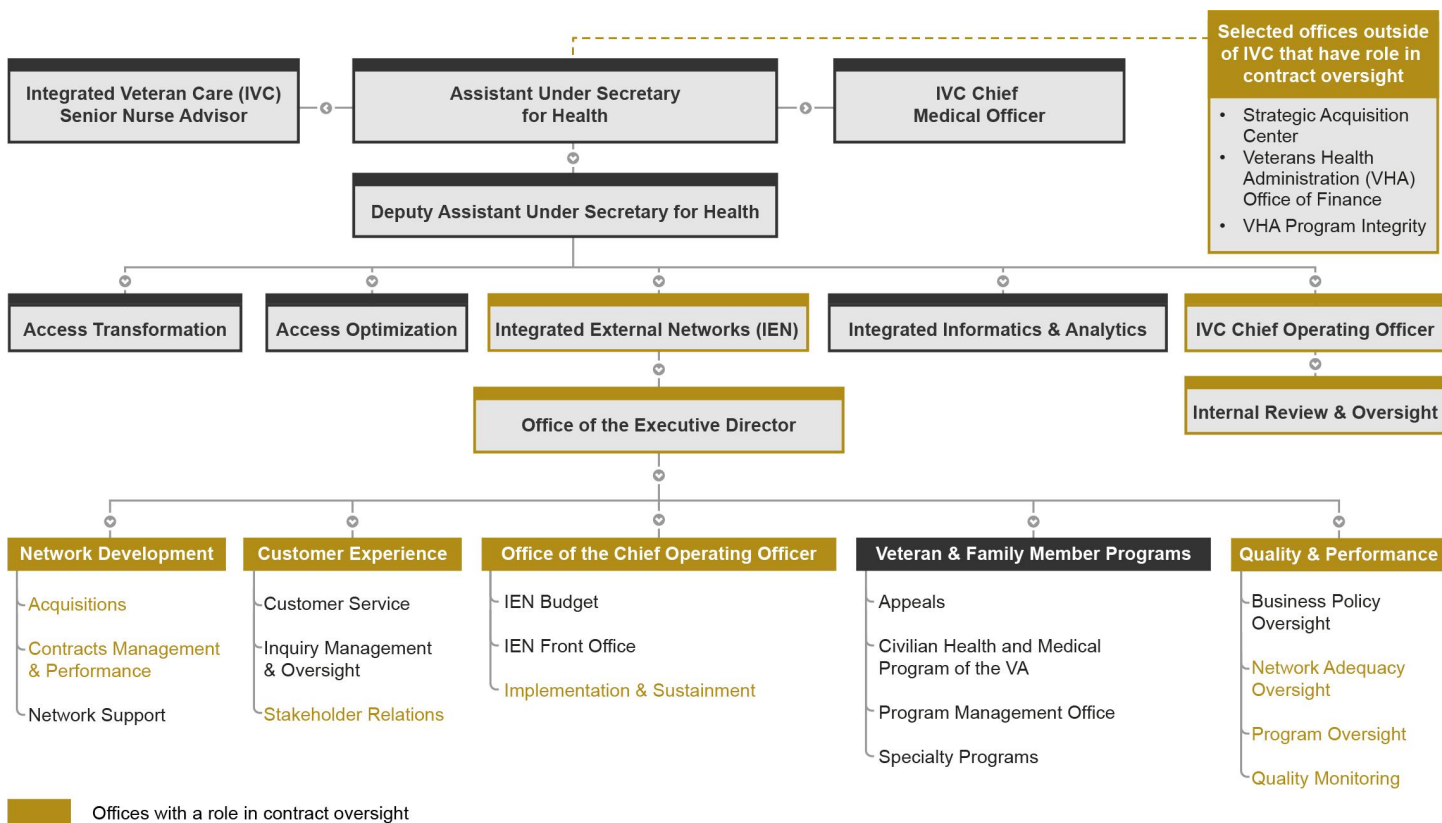 Selected offices outside
of IVC that have role in
contract oversight
• Strategic Acquisition
Center
• Veterans Health
Administration (VHA)
Office of Finance
• VHA Program Integrity
Integrated Veteran Care (IVC)
Senior Nurse Advisor
Assistant Under Secretary
for Health
IVC Chief
Medical Officer
Deputy Assistant Under Secretary for Health
Access Transformation
Access Optimization
Integrated External Networks (IEN)
Integrated Informatics & Analytics
IVC Chief Operating Officer
Internal Review & Oversight
Office of the Executive Director
Network Development
Acquisitions
Contracts Management
& Performance
Network Support
Customer Experience
Customer Service
Inquiry Management
& Oversight
Stakeholder Relations
Office of the Chief Operating Officer
IEN Budget
IEN Front Office
Implementation & Sustainment
Veteran & Family Member Programs
Appeals
Civilian Health and Medical
Program of the VA
Program Management Office
Specialty Programs
Quality & Performance
Business Policy
Oversight
Network Adequacy
Oversight
Program Oversight
Quality Monitoring
Offices with a role in contract oversight